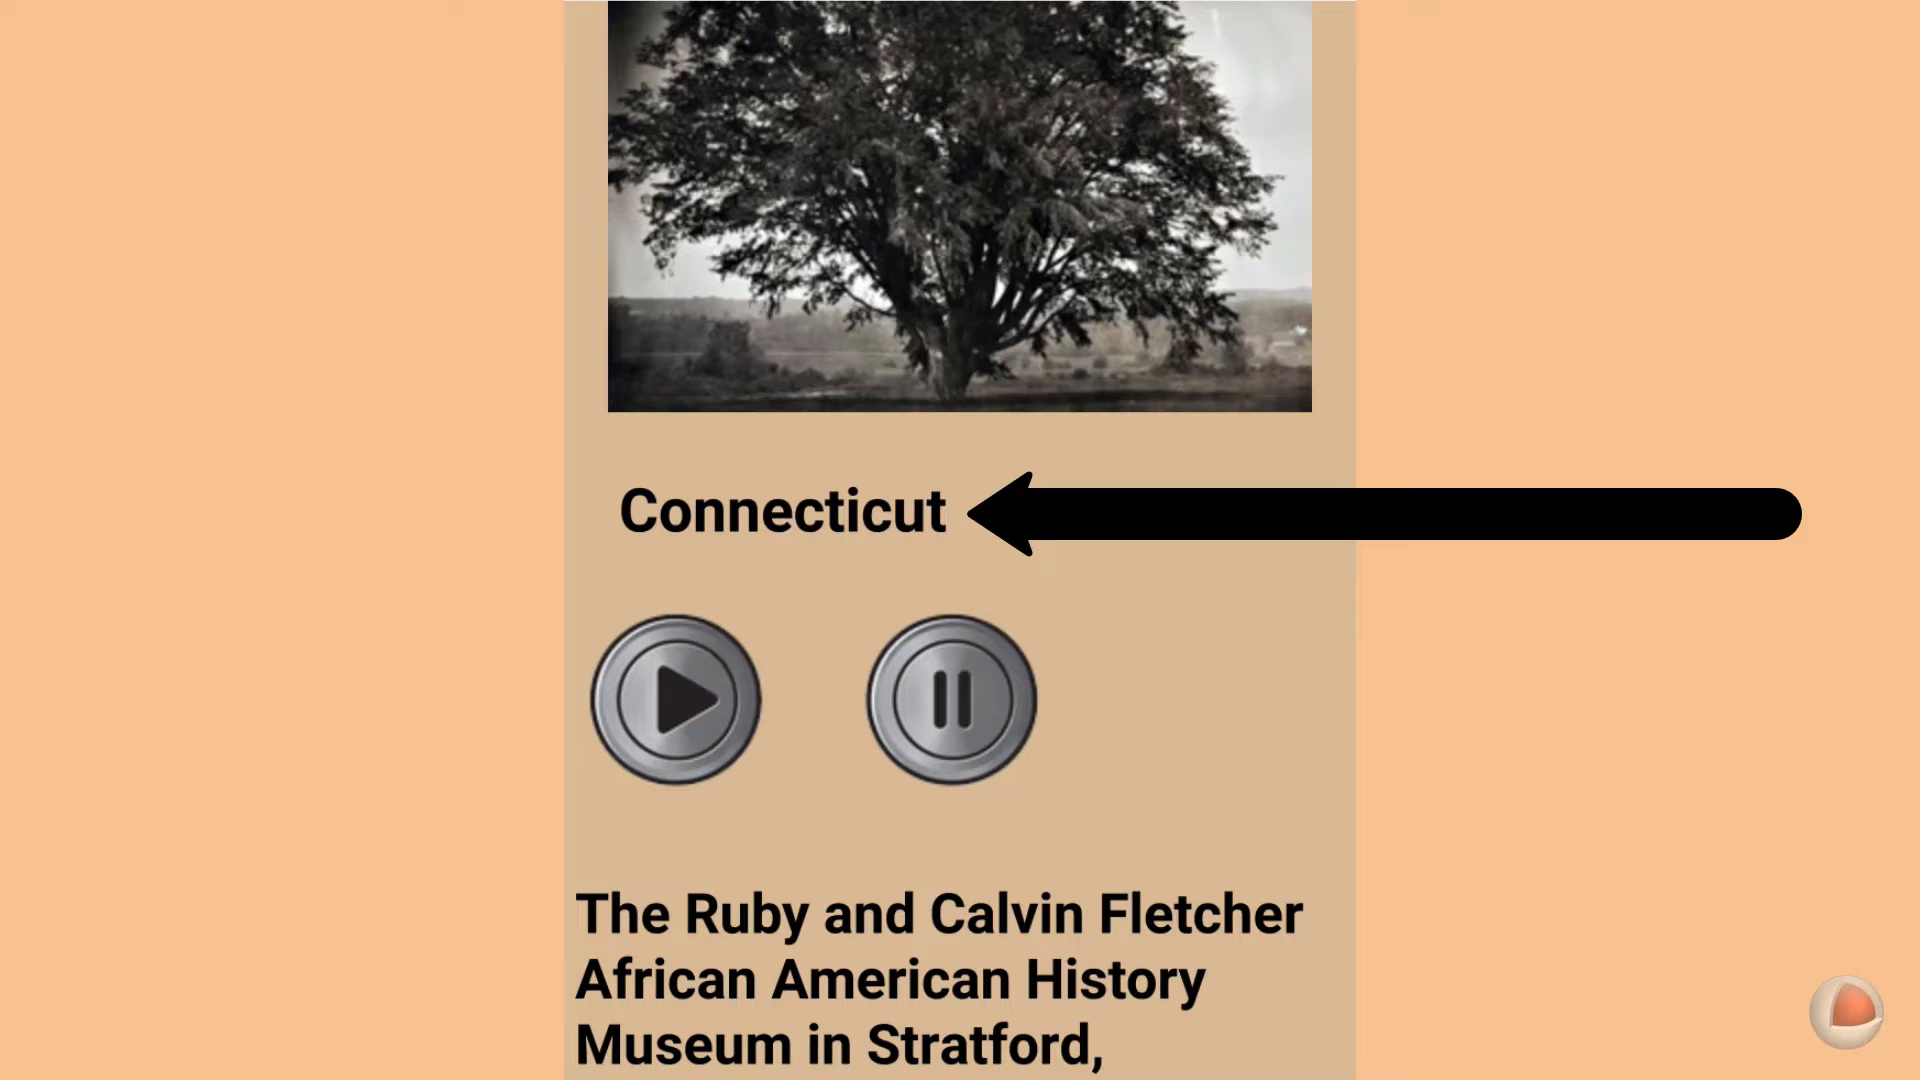 Connecticut
The Ruby and Calvin Fletcher
African American History
Museum in Stratford,